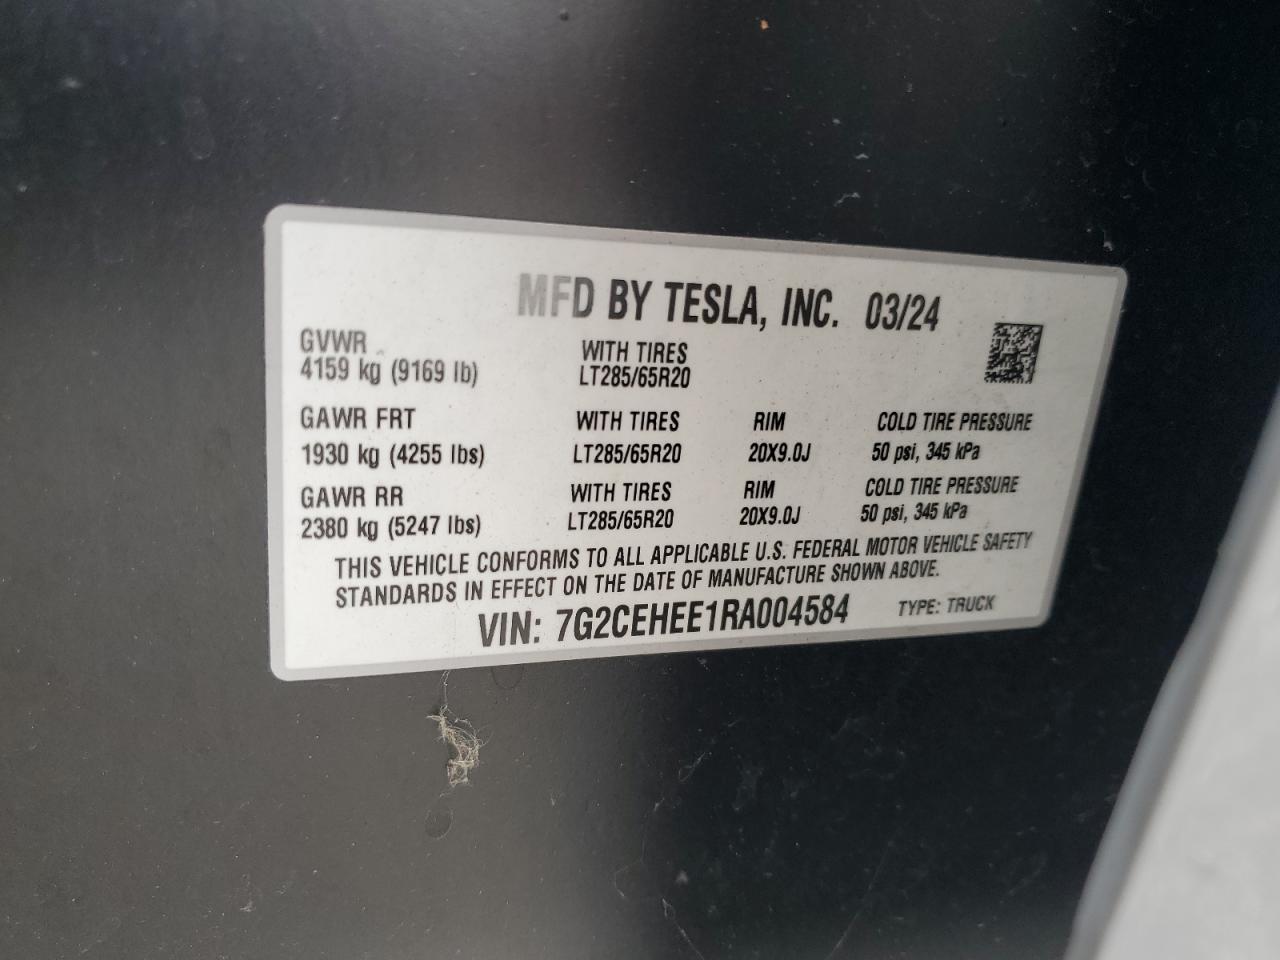 MFD BY TESLA, INC. 03/24
GVWR
4159 kg (9169 lb)
WITH TIRES
LT285/65R20
GAWR FRT WITH TIRES RIM COLD TIRE PRESSURE
1930 kg (4255 lbs) LT285/65R20 20X9.0J 50 psi, 345 kPa
GAWR RR WITH TIRES RIM COLD TIRE PRESSURE
2380 kg (5247 lbs) LT285/65R20 20X9.0J 50 psi, 345 kPa
THIS VEHICLE CONFORMS TO ALL APPLICABLE U.S. FEDERAL MOTOR VEHICLE SAFETY
STANDARDS IN EFFECT ON THE DATE OF MANUFACTURE SHOWN ABOVE.
VIN: 7G2CEHEE1RA004584 TYPE: TRUCK